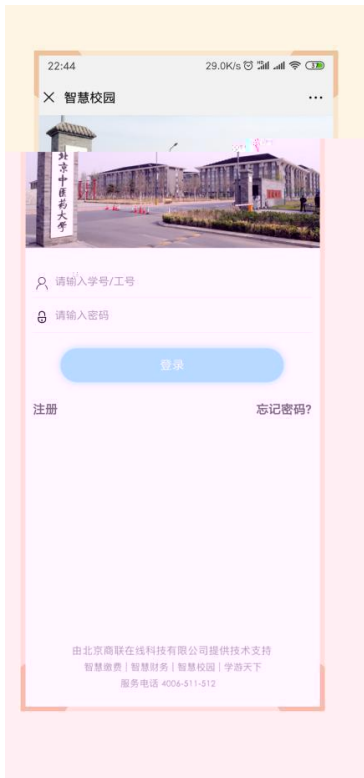 22:44 29.0K/s
智慧校园
北京中医药大学
请输入学号/工号
请输入密码
登录
注册 忘记密码?
由北京商联在线科技有限公司提供技术支持
智慧缴费 | 智慧财务 | 智慧校园 | 学游天下
服务电话 4006-511-512